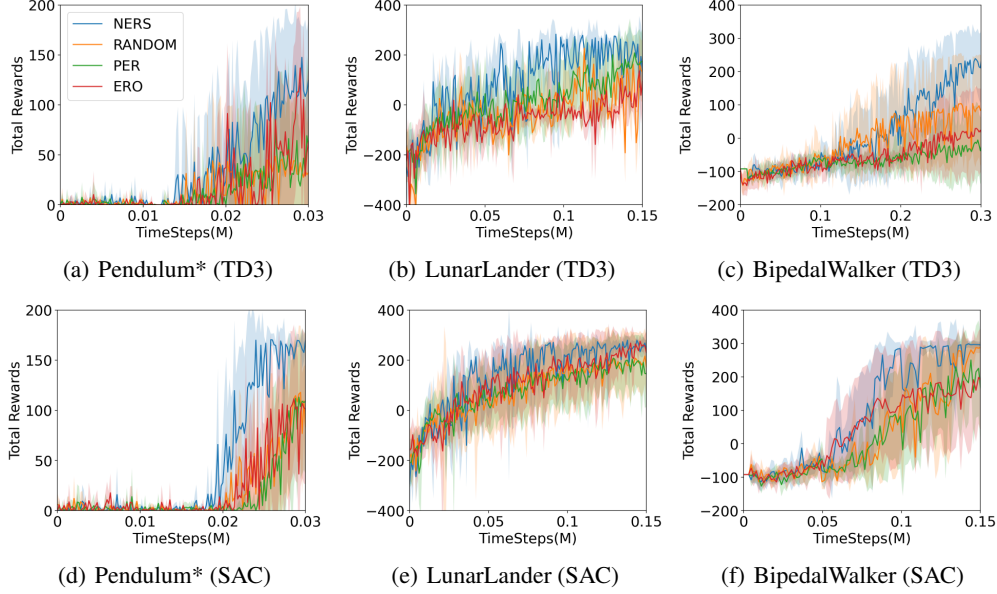 200
150
100
50
0
Total Rewards
NERS
RANDOM
PER
ERO
0
0.01
0.02
0.03
TimeSteps(M)
(a) Pendulum* (TD3)
400
200
0
−200
−400
Total Rewards
0
0.05
0.1
0.15
TimeSteps(M)
(b) LunarLander (TD3)
400
300
200
100
0
−100
−200
Total Rewards
0
0.1
0.2
0.3
TimeSteps(M)
(c) BipedalWalker (TD3)
200
150
100
50
0
Total Rewards
0
0.01
0.02
0.03
TimeSteps(M)
(d) Pendulum* (SAC)
400
200
0
−200
−400
Total Rewards
0
0.05
0.1
0.15
TimeSteps(M)
(e) LunarLander (SAC)
400
300
200
100
0
−100
−200
Total Rewards
0
0.05
0.1
0.15
TimeSteps(M)
(f) BipedalWalker (SAC)